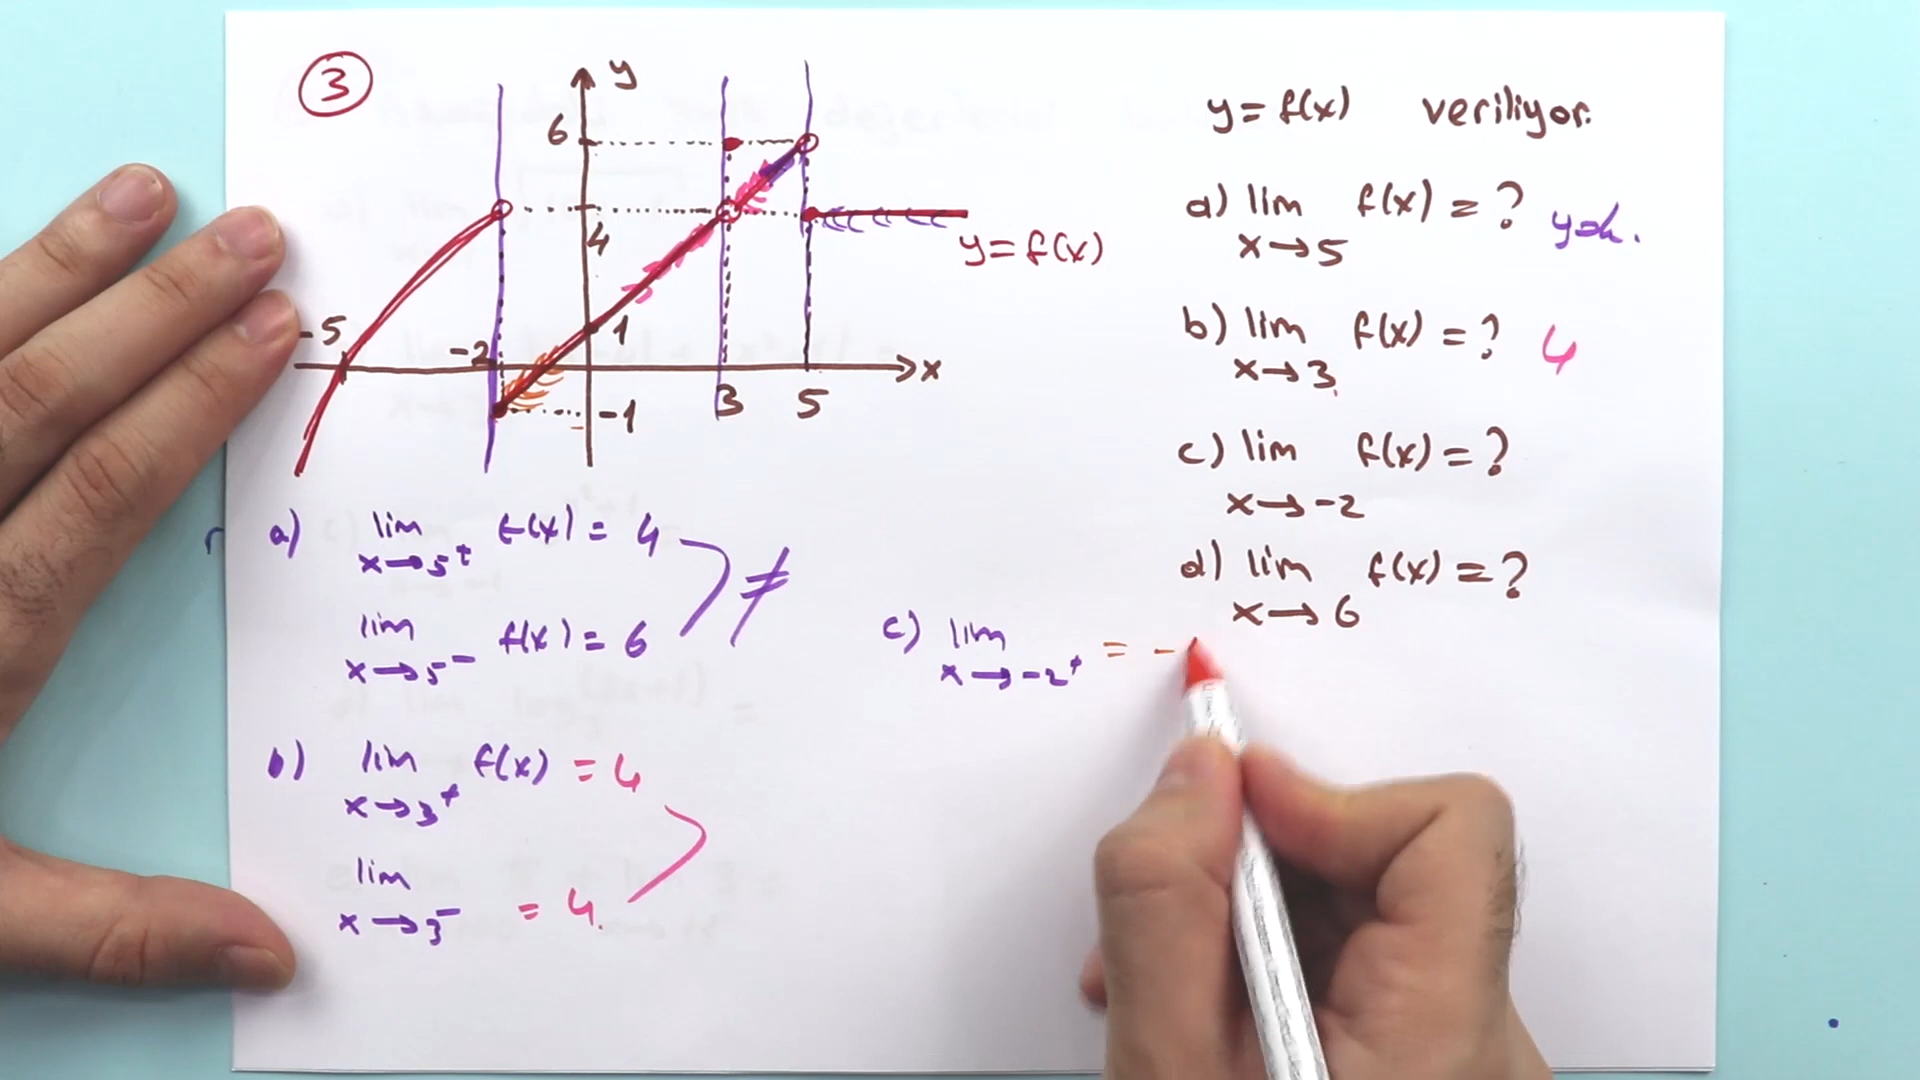 3
y
6
4
-5
1
-2
x
-1
3
5
y=f(x)
y=f(x) veriliyor.
a) lim f(x)=? yok.
x→5
b) lim f(x)=? 4
x→3
c) lim f(x)=?
x→-2
d) lim f(x)=?
x→6
a) lim f(x)= 4
x→5⁺
≠
lim f(x)= 6
x→5⁻
b) lim f(x) = 4
x→3⁺
lim = 4
x→3⁻
c) lim = -
x→-2⁺